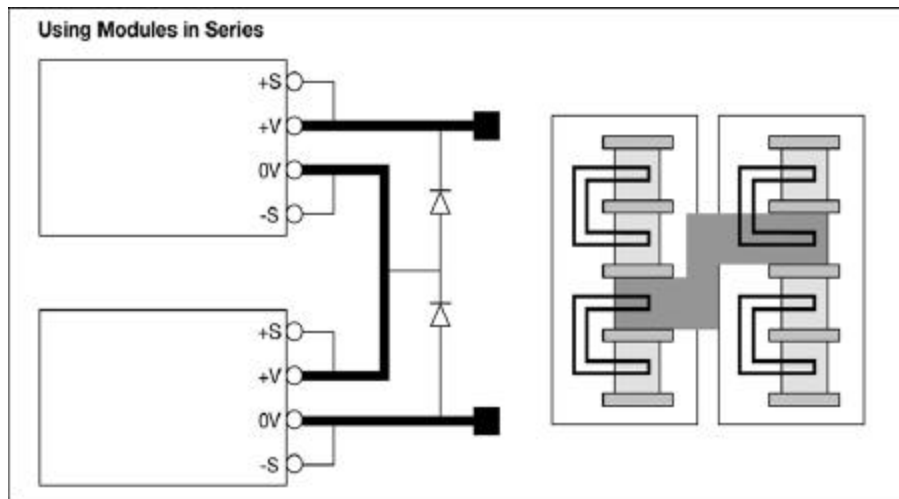 Using Modules in Series
+S
+V
0V
-S
+S
+V
0V
-S